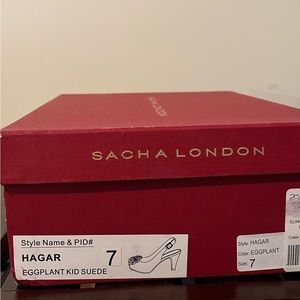 SACHA LONDON
SACHA LONDON
Style Name & PID#
HAGAR 7
EGGPLANT KID SUEDE
Style: HAGAR
Color: EGGPLANT
Size: 7